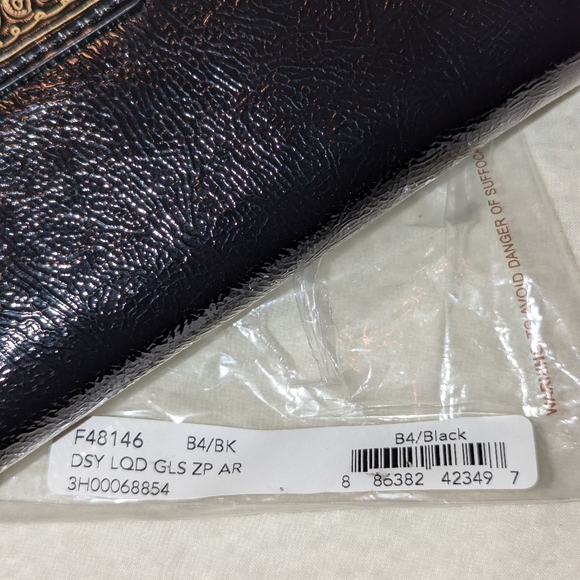 WARNING: TO AVOID DANGER OF SUFFOC
F48146 B4/BK
DSY LQD GLS ZP AR
3H00068854
B4/Black
8 86382 42349 7